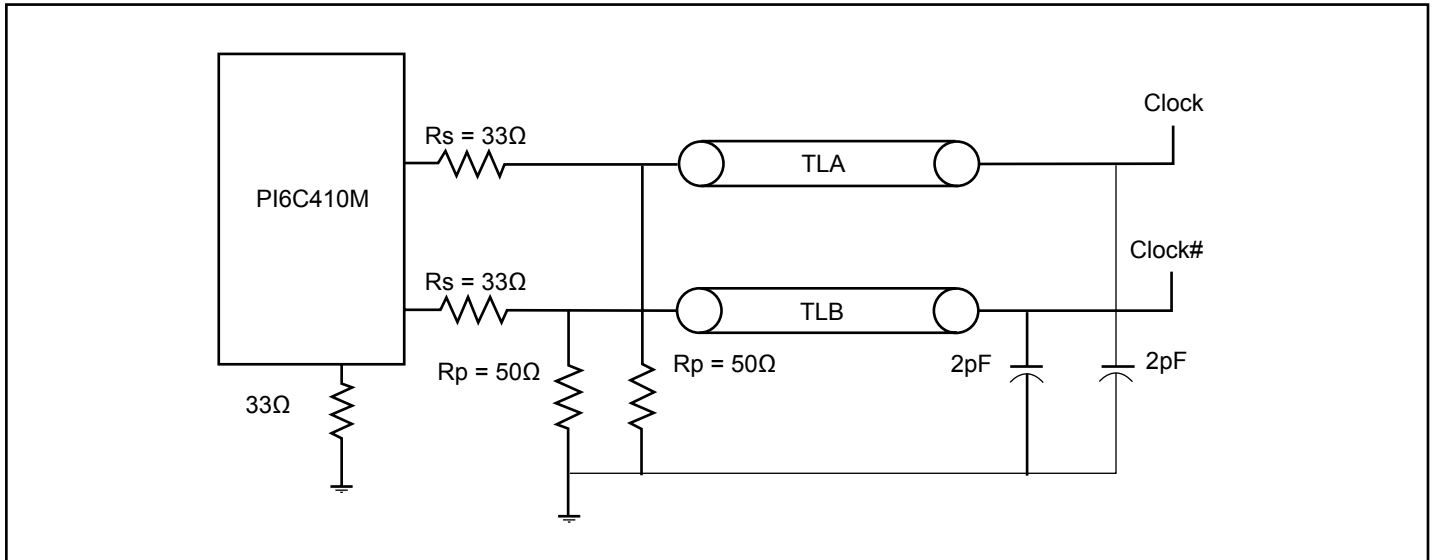 Clock
Rs = 33Ω
TLA
PI6C410M
Clock#
Rs = 33Ω
TLB
Rp = 50Ω
Rp = 50Ω
2pF
2pF
33Ω